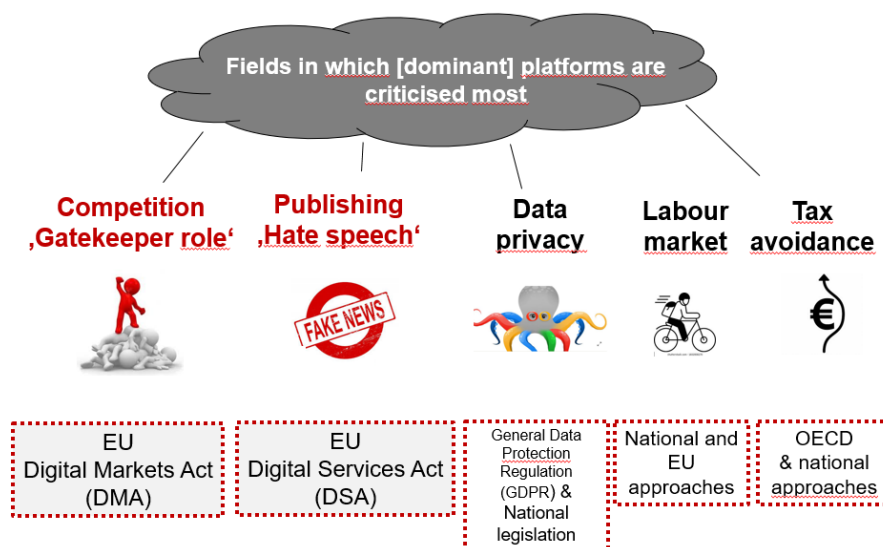 Fields in which [dominant] platforms are
criticised most
Competition
‚Gatekeeper role‘
Publishing
‚Hate speech‘
Data
privacy
Labour
market
Tax
avoidance
FAKE NEWS
€
EU
Digital Markets Act
(DMA)
EU
Digital Services Act
(DSA)
General Data
Protection
Regulation
(GDPR) &
National
legislation
National and
EU
approaches
OECD
& national
approaches